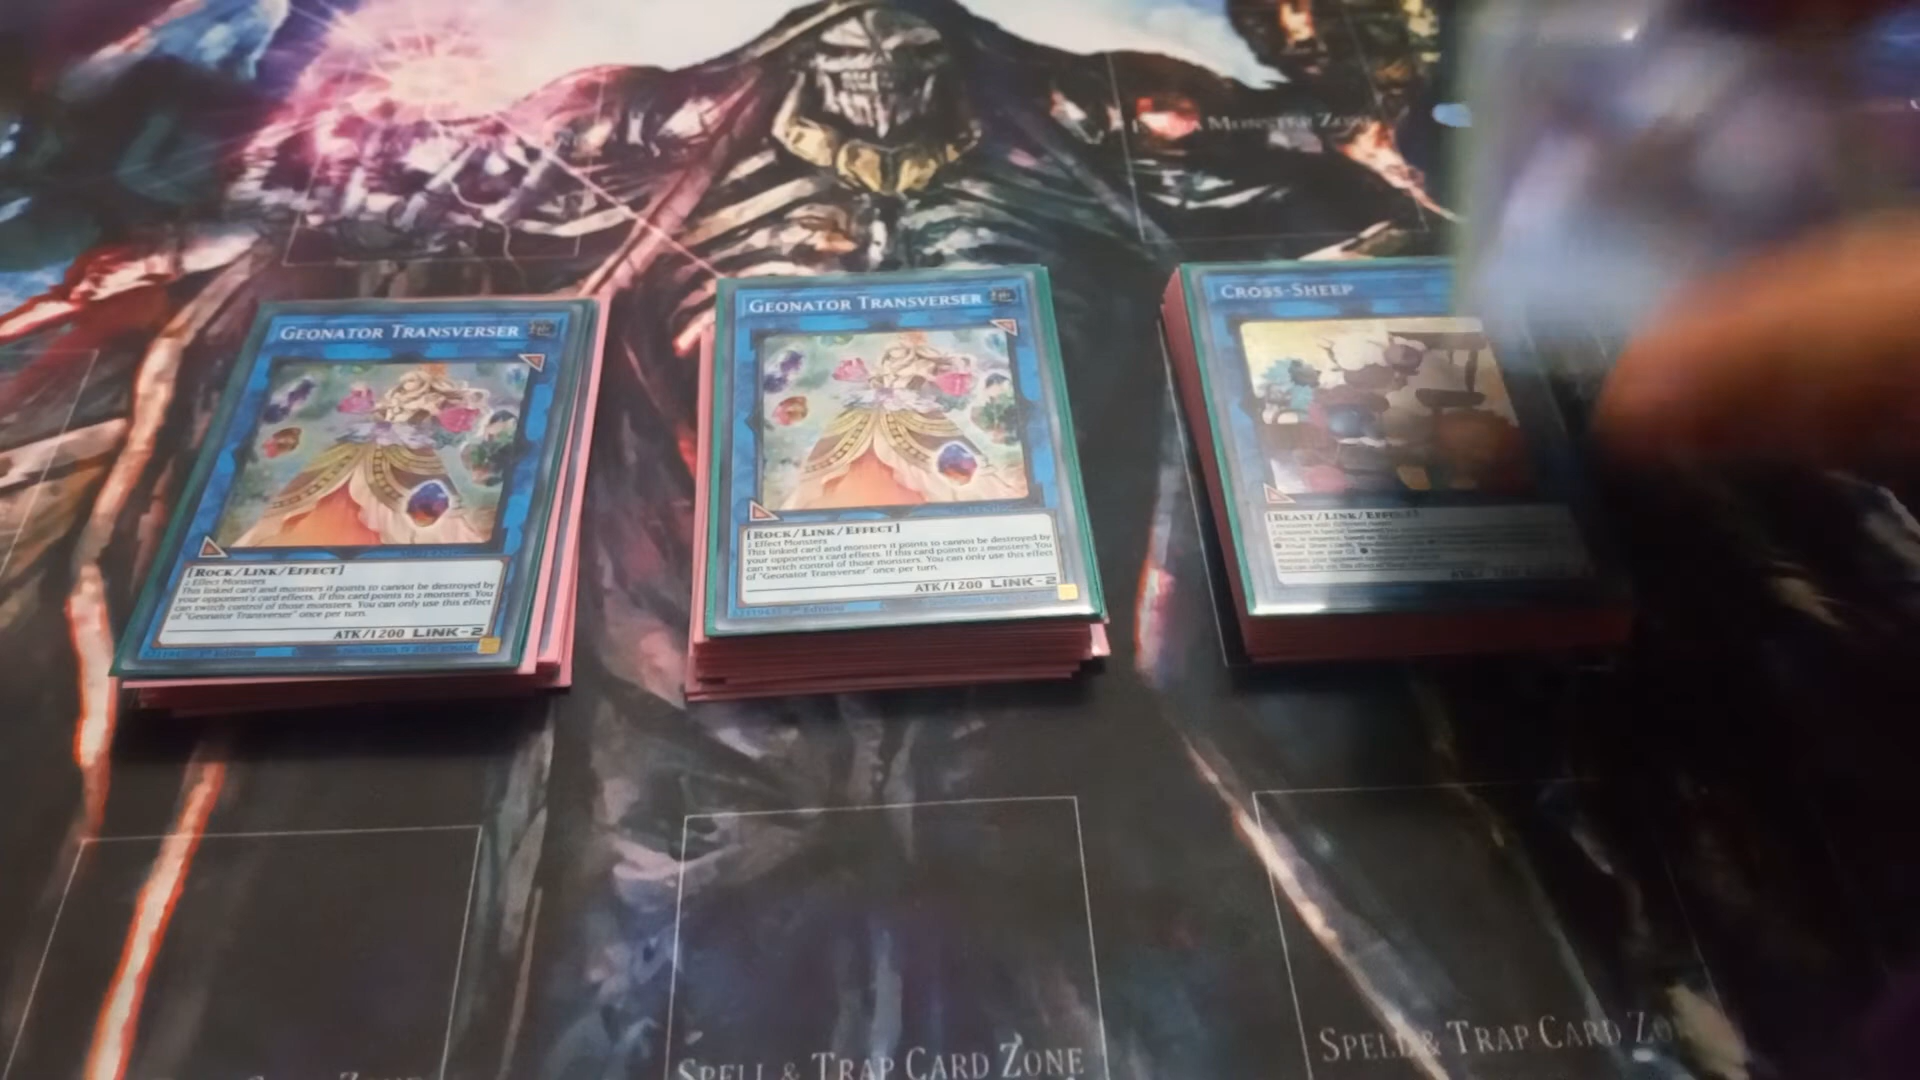 Monster Zone
Geonator Transverser
[Rock/Link/Effect]
2 Effect Monsters
This linked card and monsters it points to cannot be destroyed by
your opponent's card effects. If this card points to 2 monsters: You
can switch control of those monsters. You can only use this effect
of "Geonator Transverser" once per turn.
ATK/1200 LINK-2
Geonator Transverser
[Rock/Link/Effect]
2 Effect Monsters
This linked card and monsters it points to cannot be destroyed by
your opponent's card effects. If this card points to 2 monsters: You
can switch control of those monsters. You can only use this effect
of "Geonator Transverser" once per turn.
ATK/1200 LINK-2
1st Edition
Cross-Sheep
[Beast/Link/Effect]
Spell & Trap Card Zone
Spell & Trap Card Zo